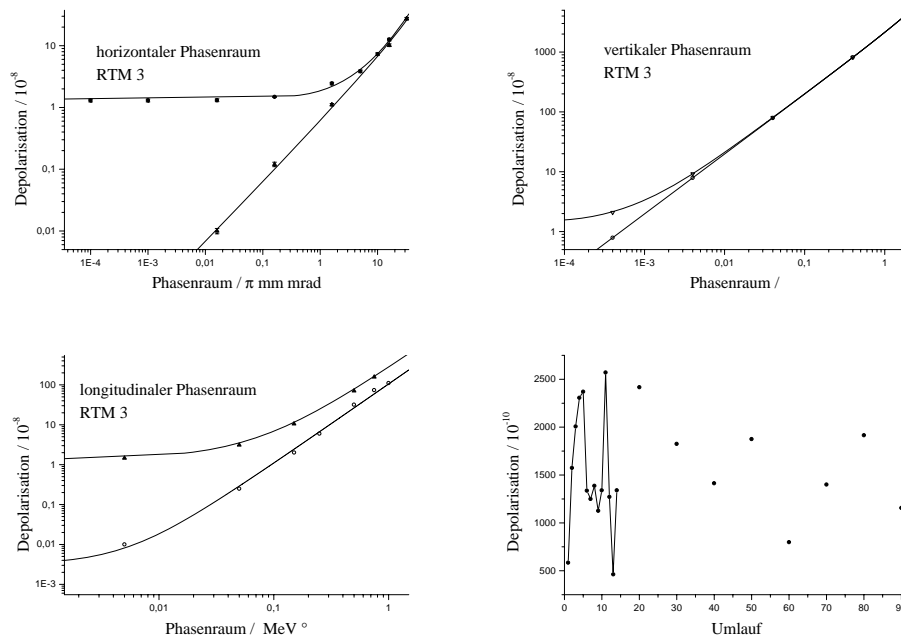 10
1
0,1
0,01
Depolarisation / 10⁻⁸
horizontaler Phasenraum
RTM 3
1E-4 1E-3 0,01 0,1 1 10
Phasenraum / π mm mrad
1000
100
10
1
Depolarisation / 10⁻⁸
vertikaler Phasenraum
RTM 3
1E-4 1E-3 0,01 0,1 1
Phasenraum /
100
10
1
0,1
0,01
1E-3
Depolarisation / 10⁻⁸
longitudinaler Phasenraum
RTM 3
0,01 0,1 1
Phasenraum / MeV °
2500
2000
1500
1000
500
Depolarisation / 10⁻¹⁰
0 10 20 30 40 50 60 70 80 90
Umlauf